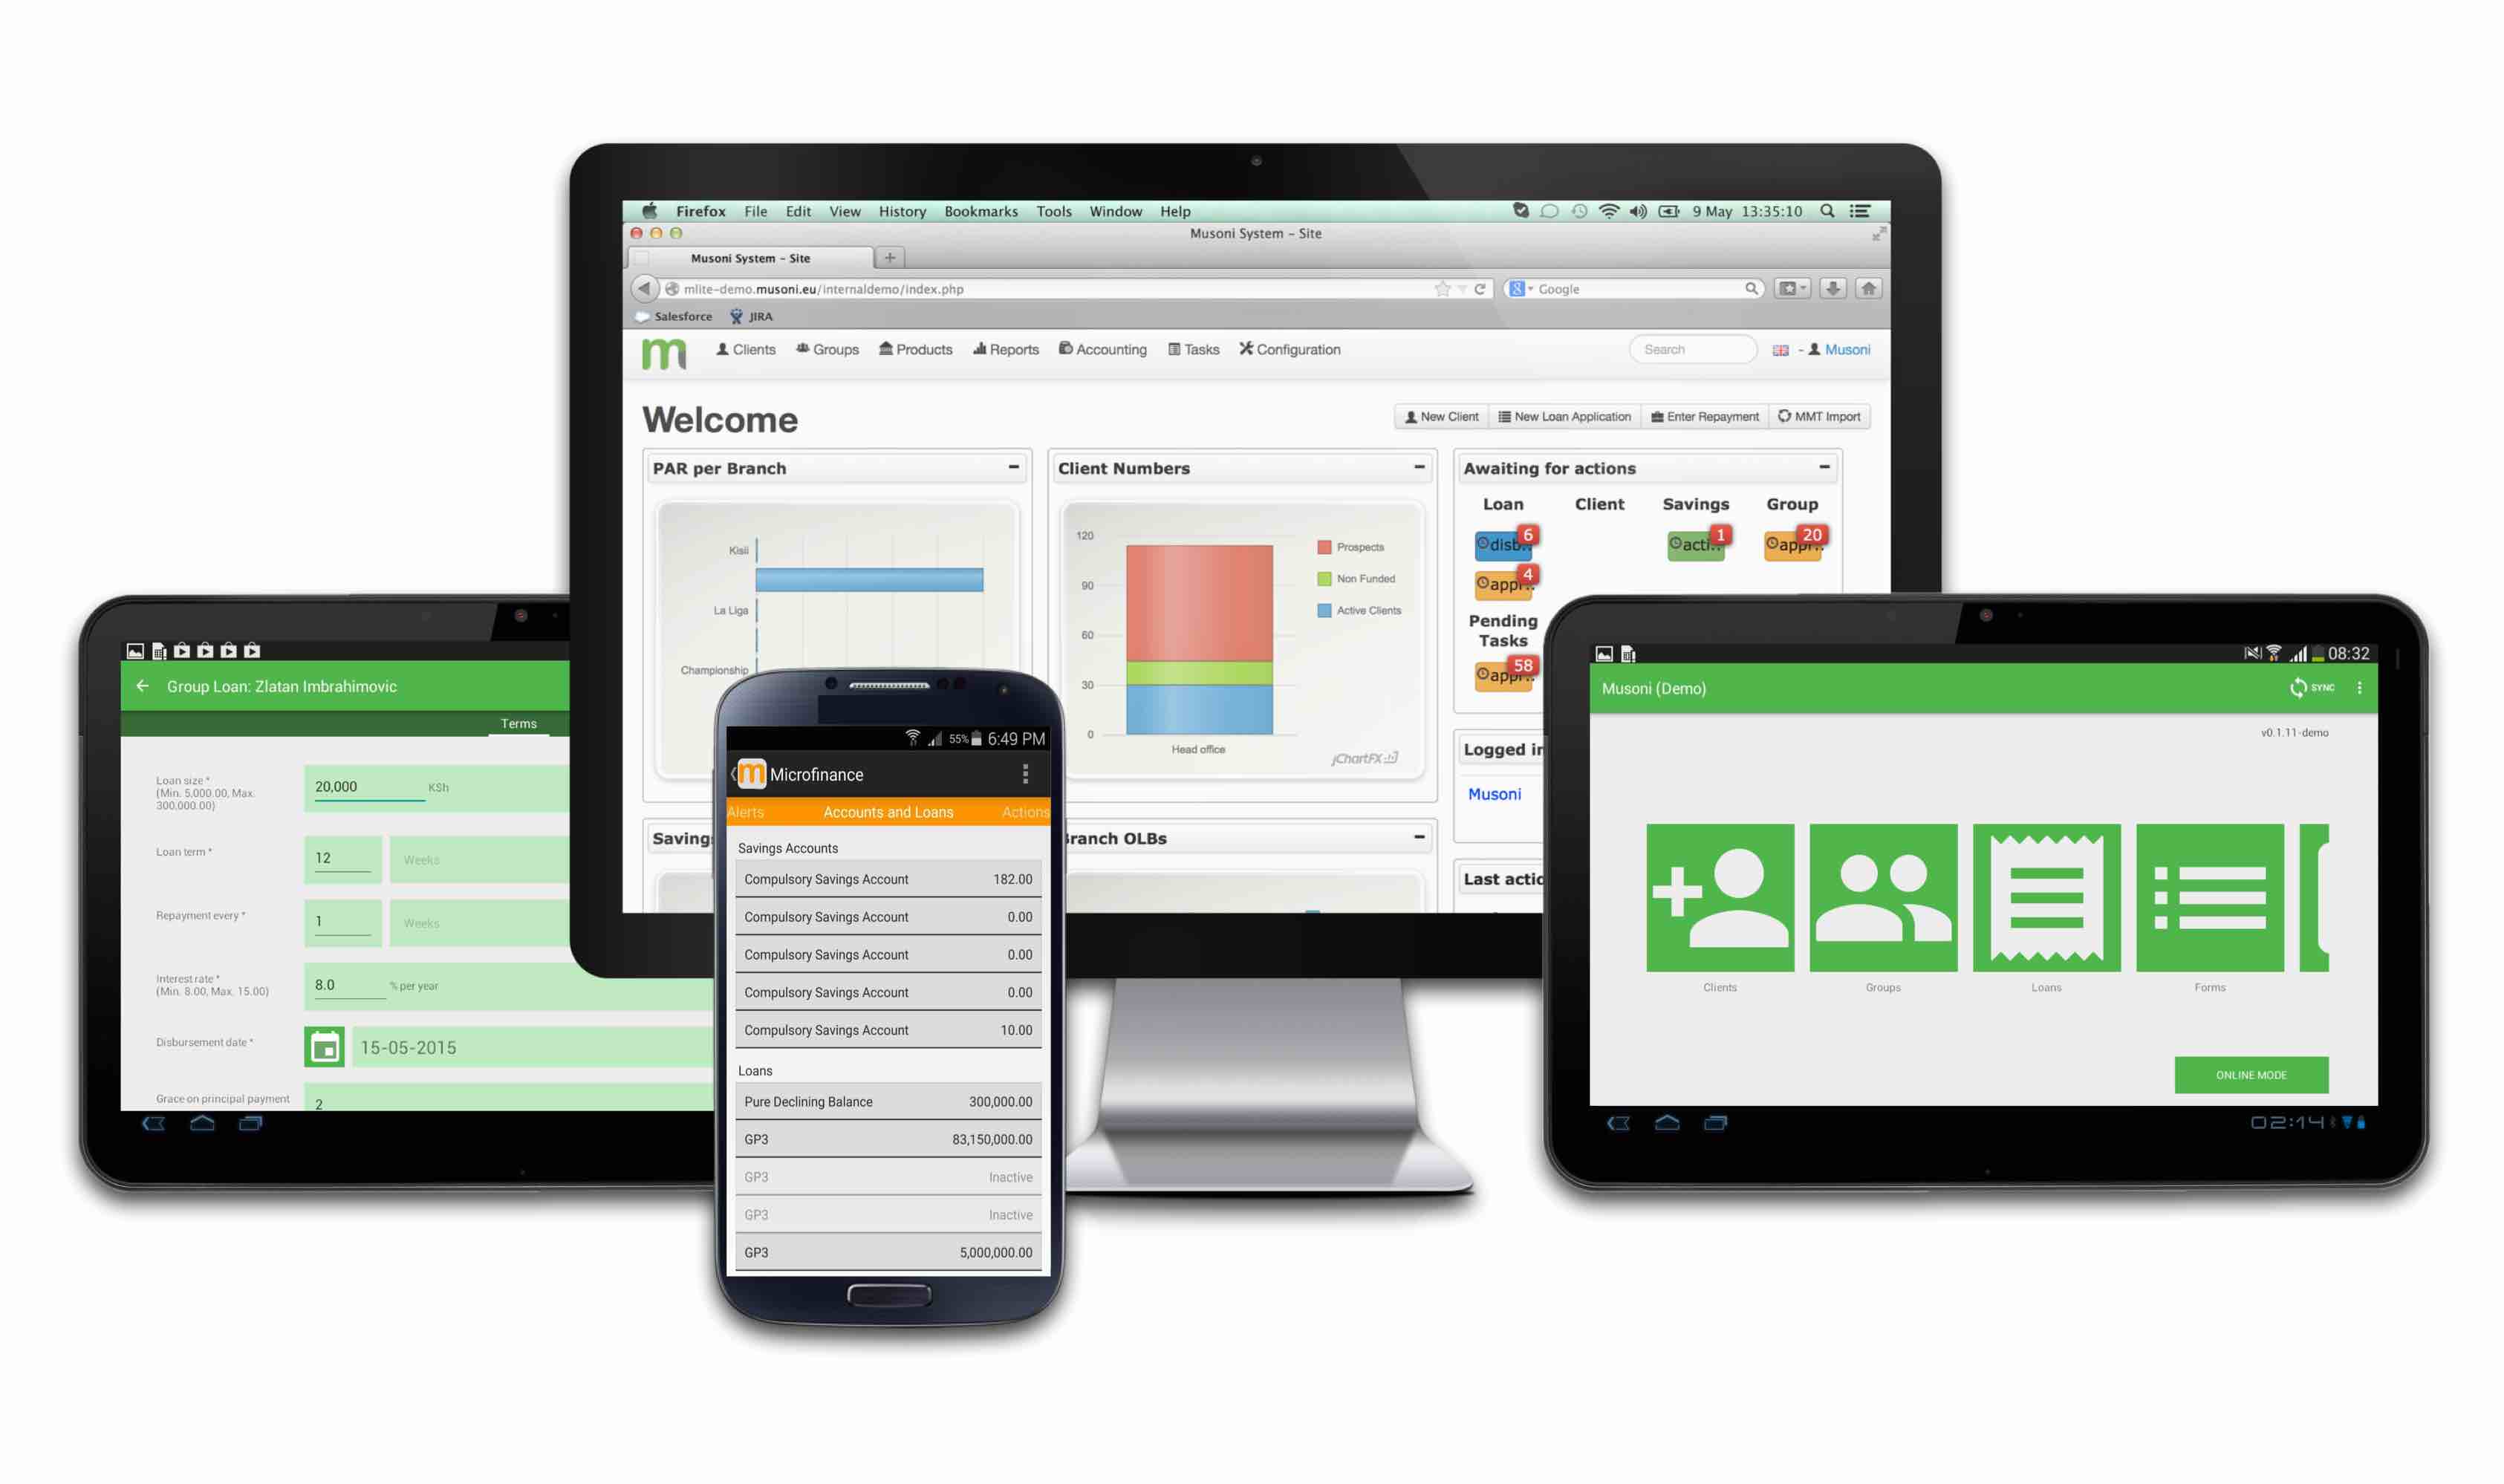 Firefox File Edit View History Bookmarks Tools Window Help 9 May 13:35:10
Musoni System – Site
Musoni System – Site
mlite-demo.musoni.eu/internaldemo/index.php Google
Salesforce JIRA
m Clients Groups Products Reports Accounting Tasks Configuration Search - Musoni
Welcome New Client New Loan Application Enter Repayment MMT Import
PAR per Branch
Kisii
La Liga
Championship
Client Numbers
120
90
60
30
0
Head office
Prospects
Non Funded
Active Clients
jChartFX
Awaiting for actions
Loan Client Savings Group
disb.. 6 acti.. 1 appr.. 20
appr.. 4
Pending
Tasks
appr.. 58
Logged in
Musoni
Last actio
Saving
Branch OLBs
Group Loan: Zlatan Imbrahimovic
Terms
Loan size *
(Min. 5,000.00, Max.
300,000.00)
20,000 KSh
Loan term *
12 Weeks
Repayment every *
1 Weeks
Interest rate *
(Min. 8.00, Max. 15.00)
8.0 % per year
Disbursement date *
15-05-2015
Grace on principal payment
2
55% 6:49 PM
m Microfinance
Alerts Accounts and Loans Actions
Savings Accounts
Compulsory Savings Account 182.00
Compulsory Savings Account 0.00
Compulsory Savings Account 0.00
Compulsory Savings Account 0.00
Compulsory Savings Account 10.00
Loans
Pure Declining Balance 300,000.00
GP3 83,150,000.00
GP3 Inactive
GP3 Inactive
GP3 5,000,000.00
08:32
Musoni (Demo) SYNC
v0.1.11-demo
Clients Groups Loans Forms
ONLINE MODE
02:14